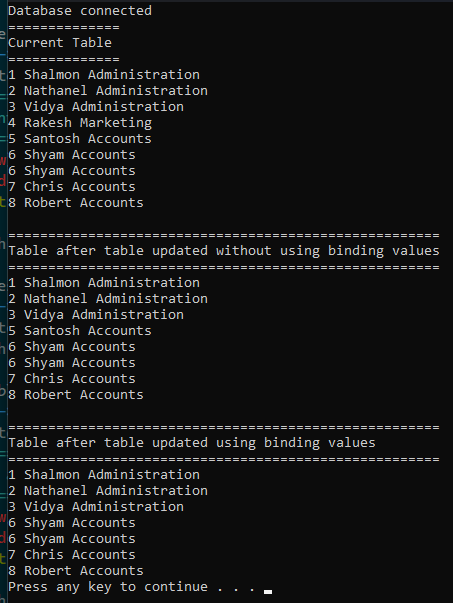 Database connected
==============
Current Table
==============
1 Shalmon Administration
2 Nathanel Administration
3 Vidya Administration
4 Rakesh Marketing
5 Santosh Accounts
6 Shyam Accounts
6 Shyam Accounts
7 Chris Accounts
8 Robert Accounts
======================================================
Table after table updated without using binding values
======================================================
1 Shalmon Administration
2 Nathanel Administration
3 Vidya Administration
5 Santosh Accounts
6 Shyam Accounts
6 Shyam Accounts
7 Chris Accounts
8 Robert Accounts
======================================================
Table after table updated using binding values
======================================================
1 Shalmon Administration
2 Nathanel Administration
3 Vidya Administration
6 Shyam Accounts
6 Shyam Accounts
7 Chris Accounts
8 Robert Accounts
Press any key to continue . . .